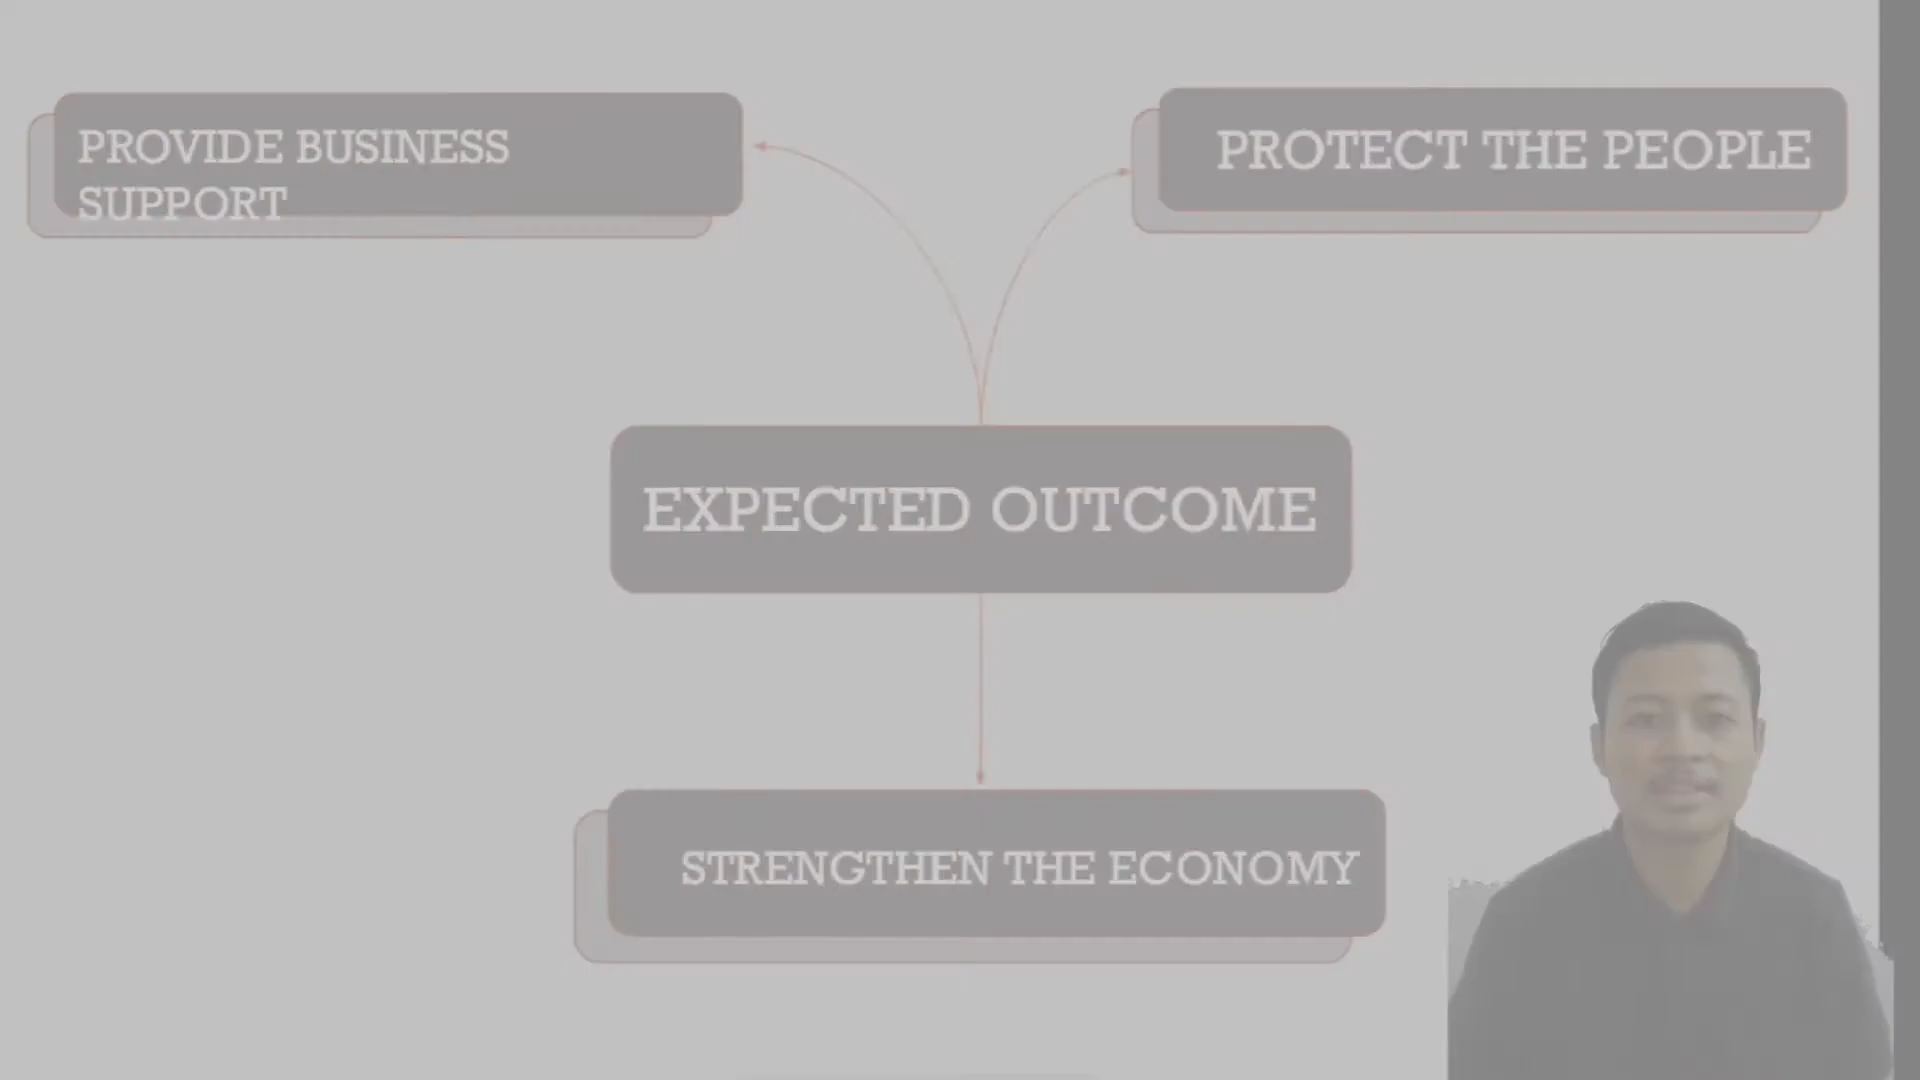 PROVIDE BUSINESS
SUPPORT
PROTECT THE PEOPLE
EXPECTED OUTCOME
STRENGTHEN THE ECONOMY